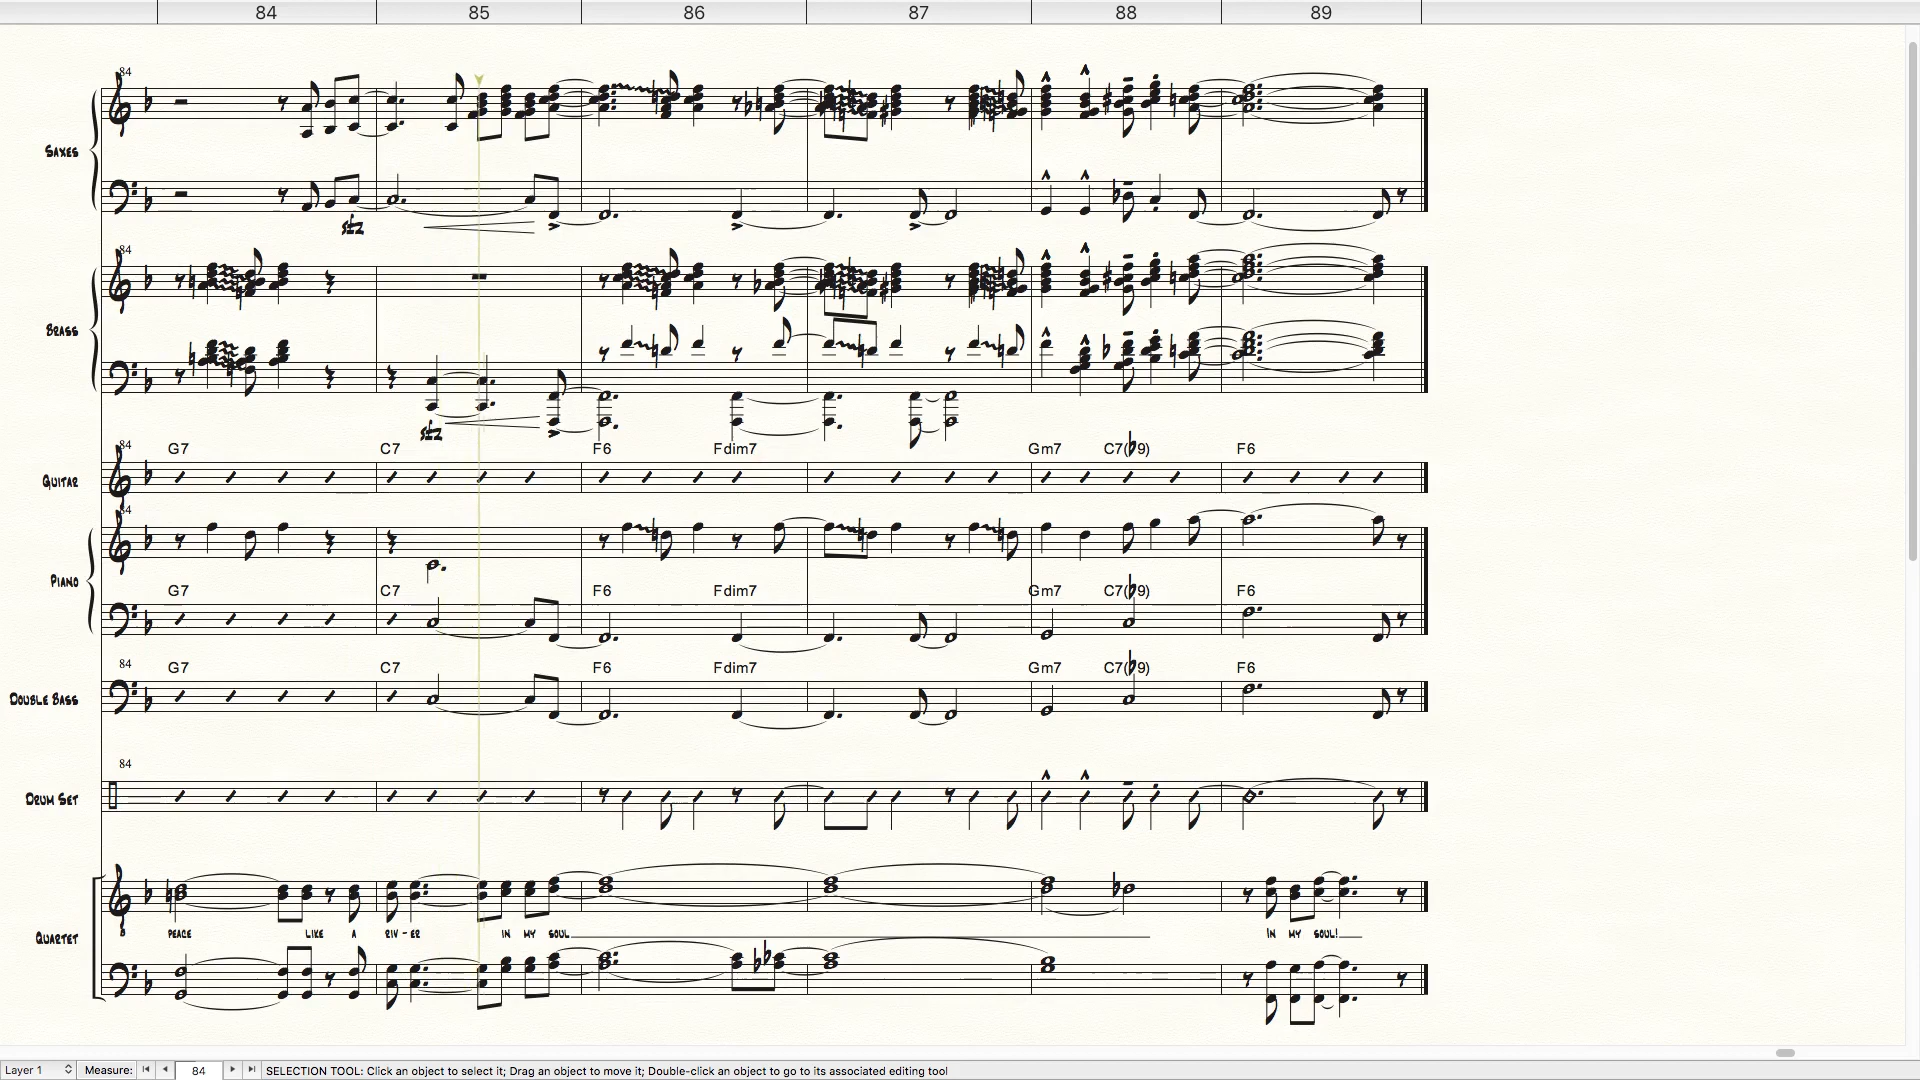 84 85 86 87 88 89
84
SAXES
84
BRASS
84 G7 C7 F6 Fdim7 Gm7 C7(♭9) F6
GUITAR
84
PIANO
G7 C7 F6 Fdim7 Gm7 C7(♭9) F6
84 G7 C7 F6 Fdim7 Gm7 C7(♭9) F6
DOUBLE BASS
84
DRUM SET
QUARTET
PEACE LIKE A RIV - ER IN MY SOUL IN MY SOUL!
Layer 1 Measure: 84 SELECTION TOOL: Click an object to select it; Drag an object to move it; Double-click an object to go to its associated editing tool